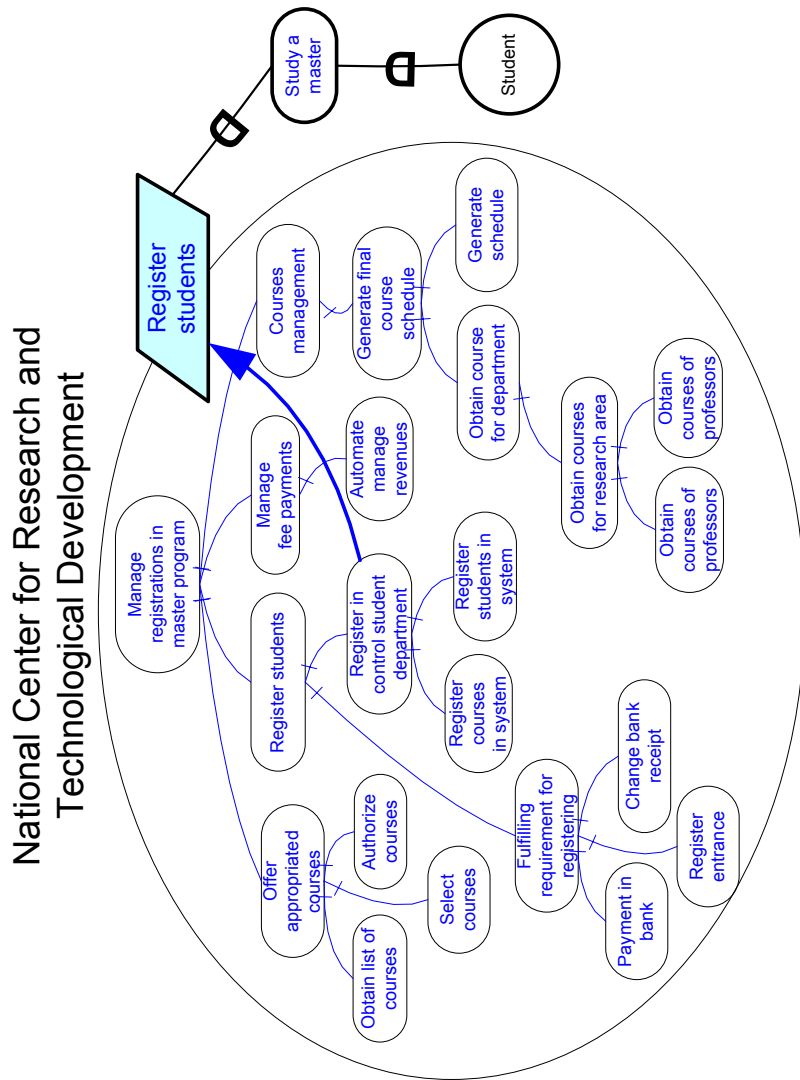 National Center for Research and
Technological Development
Manage
registrations in
master program
Offer
appropriated
courses
Register students
Manage
fee payments
Courses
management
Register
students
Study a
master
D
D
Student
Obtain list of
courses
Select
courses
Authorize
courses
Register in
control student
department
Automate
manage
revenues
Generate final
course
schedule
Register
courses
in system
Register
students in
system
Obtain course
for department
Generate
schedule
Fulfilling
requirement for
registering
Obtain courses
for research area
Payment in
bank
Register
entrance
Change bank
receipt
Obtain
courses of
professors
Obtain
courses of
professors